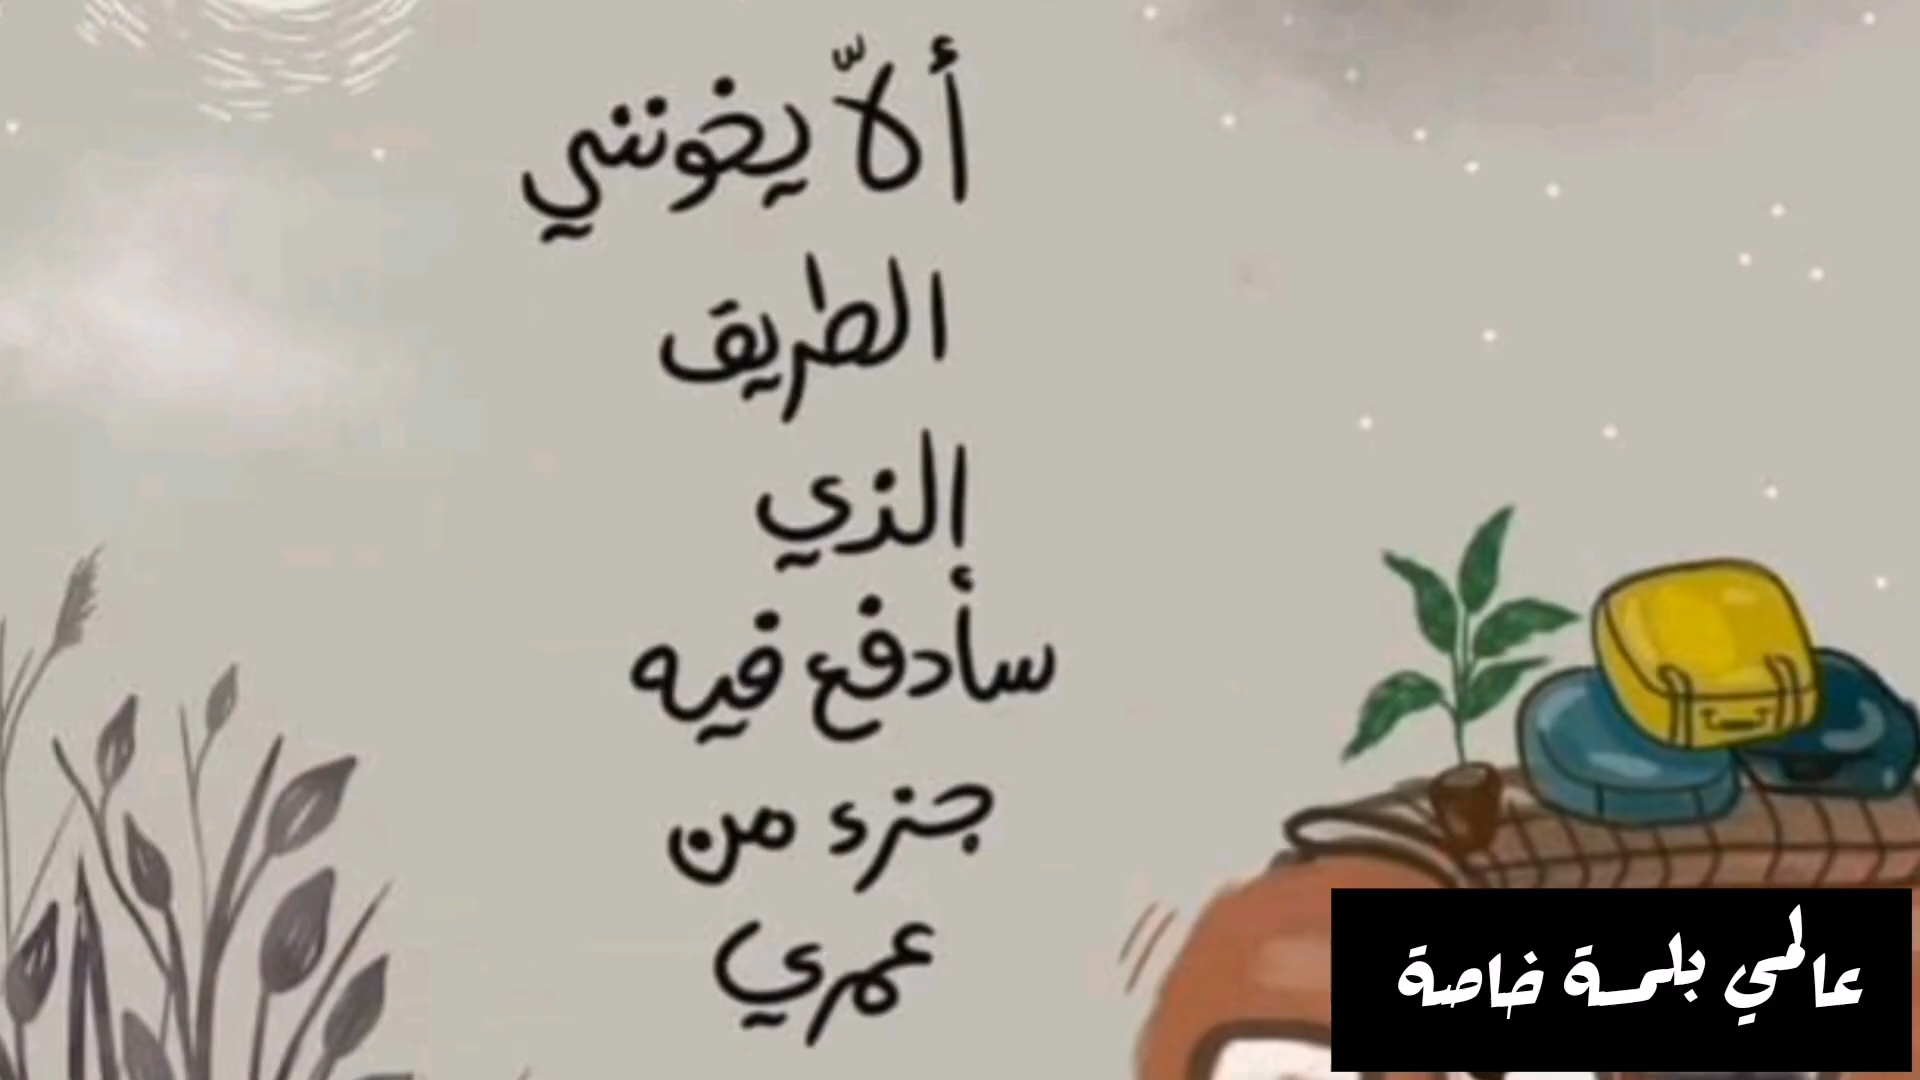 ألاّ يخونني
الطريق
الذي
سأدفع فيه
جزء من
عمري
عالمي بلمسة خاصة